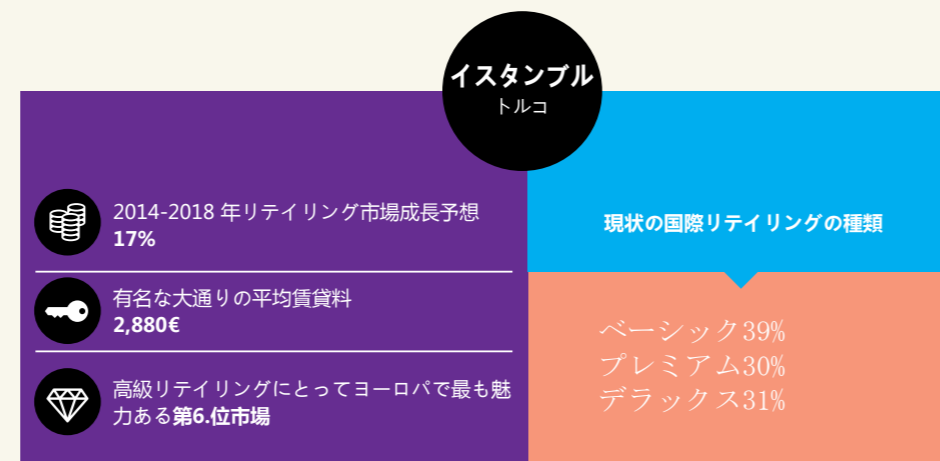 イスタンブル
トルコ
2014-2018 年リテイリング市場成長予想
17%
有名な大通りの平均賃貸料
2,880€
高級リテイリングにとってヨーロパで最も魅
力ある第6.位市場
現状の国際リテイリングの種類
ベーシック39%
プレミアム30%
デラックス31%